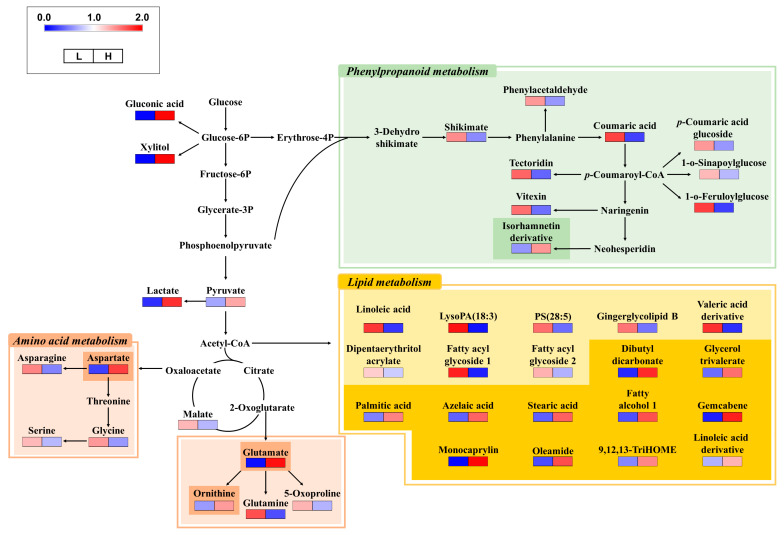 0.0 1.0 2.0
L H
Phenylpropanoid metabolism
Phenylacetaldehyde
Gluconic acid
Glucose
Glucose-6P
Erythrose-4P
3-Dehydro
shikimate
Shikimate
Phenylalanine
Coumaric acid
p-Coumaric acid
glucoside
Xylitol
Tectoridin
p-Coumaroyl-CoA
1-o-Sinapoylglucose
Fructose-6P
Vitexin
1-o-Feruloylglucose
Glycerate-3P
Naringenin
Isorhamnetin
derivative
Phosphoenolpyruvate
Neohesperidin
Lactate
Pyruvate
Lipid metabolism
Linoleic acid
LysoPA(18:3)
PS(28:5)
Gingerglycolipid B
Valeric acid
derivative
Dipentaerythritol
acrylate
Fatty acyl
glycoside 1
Fatty acyl
glycoside 2
Dibutyl
dicarbonate
Glycerol
trivalerate
Palmitic acid
Azelaic acid
Stearic acid
Fatty
alcohol 1
Gemcabene
Monocaprylin
Oleamide
9,12,13-TriHOME
Linoleic acid
derivative
Acetyl-CoA
Amino acid metabolism
Asparagine
Aspartate
Oxaloacetate
Citrate
Threonine
Malate
2-Oxoglutarate
Serine
Glycine
Glutamate
Ornithine
Glutamine
5-Oxoproline